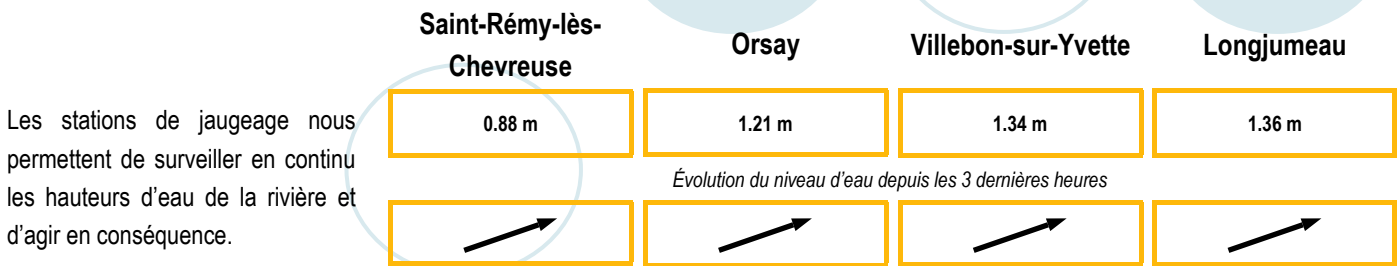 Saint-Rémy-lès-
Chevreuse
Orsay
Villebon-sur-Yvette
Longjumeau
Les stations de jaugeage nous
permettent de surveiller en continu
les hauteurs d’eau de la rivière et
d’agir en conséquence.
0.88 m
1.21 m
1.34 m
1.36 m
Évolution du niveau d’eau depuis les 3 dernières heures